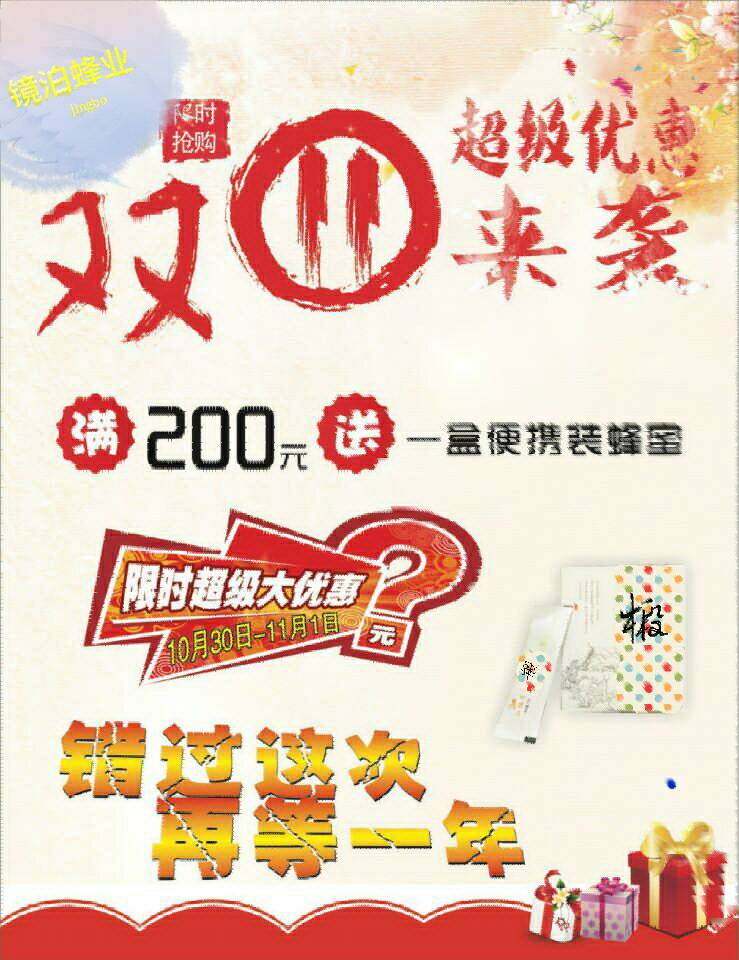 镜泊蜂业
jingbo
限时
抢购
双11
超级优惠
来袭
满200元送一盒便携装蜂蜜
限时超级大优惠
10月30日-11月1日
?元
椴
错过这次
再等一年